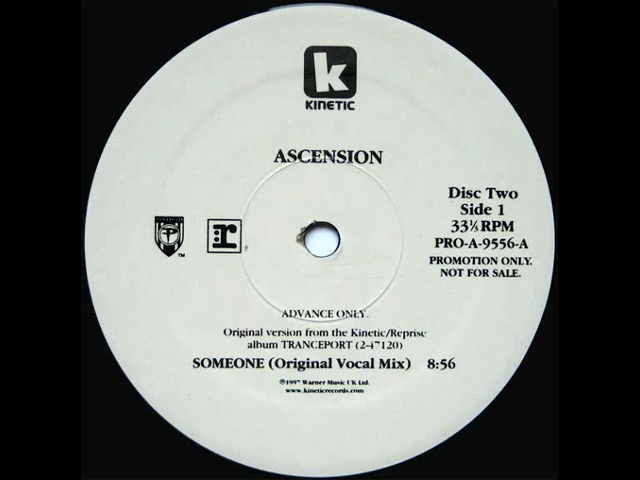 k
KINETIC
ASCENSION
Disc Two
Side 1
33⅓ RPM
PRO-A-9556-A
PROMOTION ONLY.
NOT FOR SALE.
r
TM
ADVANCE ONLY.
Original version from the Kinetic/Reprise
album TRANCEPORT (2-47120)
SOMEONE (Original Vocal Mix) 8:56
℗1997 Warner Music UK Ltd.
www.kineticrecords.com